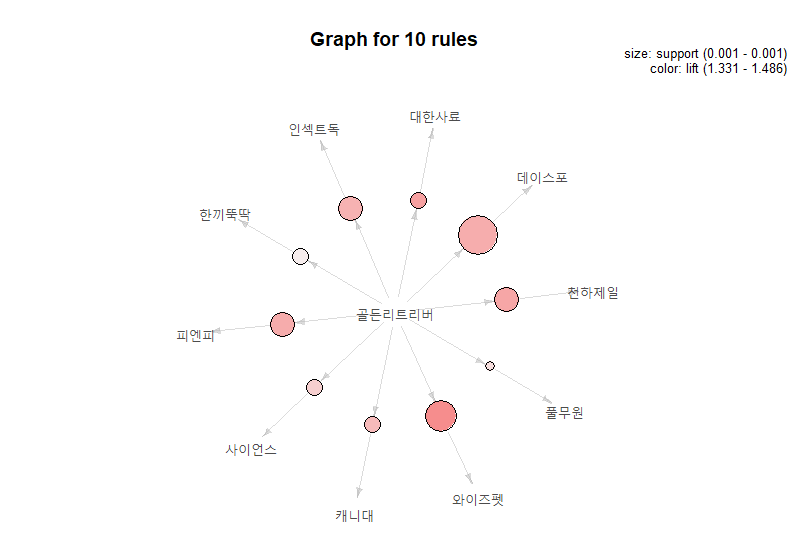 Graph for 10 rules
size: support (0.001 - 0.001)
color: lift (1.331 - 1.486)
대한사료
인섹트독
데이스포
한끼뚝딱
천하제일
골든리트리버
피엔피
풀무원
사이언스
와이즈펫
캐니대